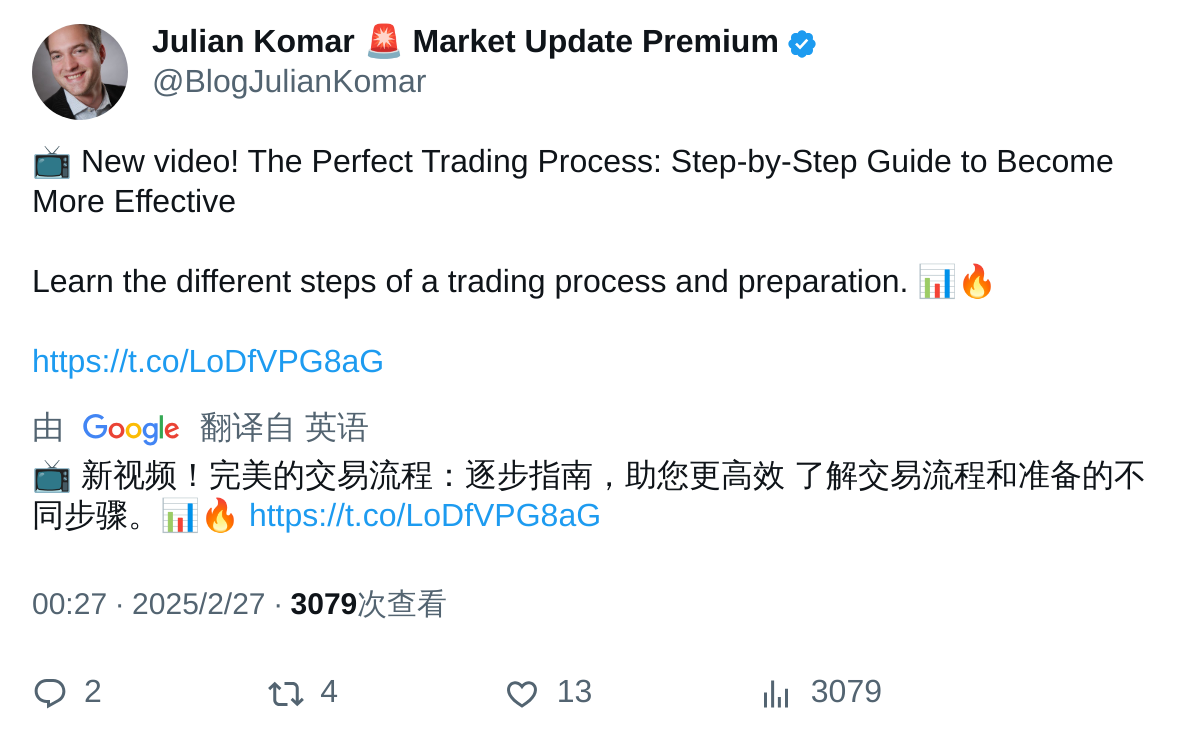 Julian Komar 🚨 Market Update Premium
@BlogJulianKomar
📺 New video! The Perfect Trading Process: Step-by-Step Guide to Become
More Effective
Learn the different steps of a trading process and preparation. 📊🔥
https://t.co/LoDfVPG8aG
由 Google 翻译自 英语
📺 新视频！完美的交易流程：逐步指南，助您更高效 了解交易流程和准备的不
同步骤。📊🔥 https://t.co/LoDfVPG8aG
00:27 · 2025/2/27 · 3079次查看
2 4 13 3079